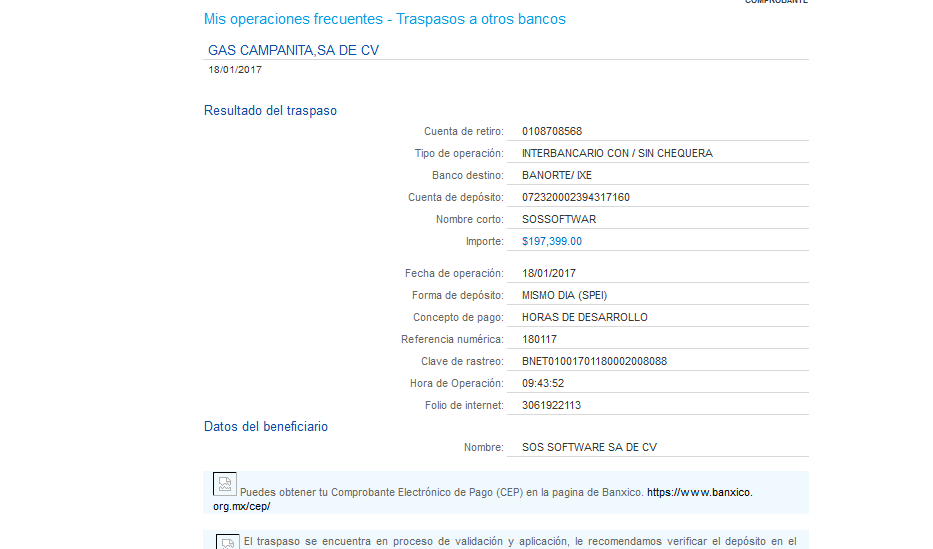 COMPROBANTE
Mis operaciones frecuentes - Traspasos a otros bancos
GAS CAMPANITA,SA DE CV
18/01/2017
Resultado del traspaso
Cuenta de retiro: 0108708568
Tipo de operación: INTERBANCARIO CON / SIN CHEQUERA
Banco destino: BANORTE/ IXE
Cuenta de depósito: 072320002394317160
Nombre corto: SOSSOFTWAR
Importe: $197,399.00
Fecha de operación: 18/01/2017
Forma de depósito: MISMO DIA (SPEI)
Concepto de pago: HORAS DE DESARROLLO
Referencia numérica: 180117
Clave de rastreo: BNET01001701180002008088
Hora de Operación: 09:43:52
Folio de internet: 3061922113
Datos del beneficiario
Nombre: SOS SOFTWARE SA DE CV
Puedes obtener tu Comprobante Electrónico de Pago (CEP) en la pagina de Banxico. https://www.banxico.
org.mx/cep/
El traspaso se encuentra en proceso de validación y aplicación, le recomendamos verificar el depósito en el